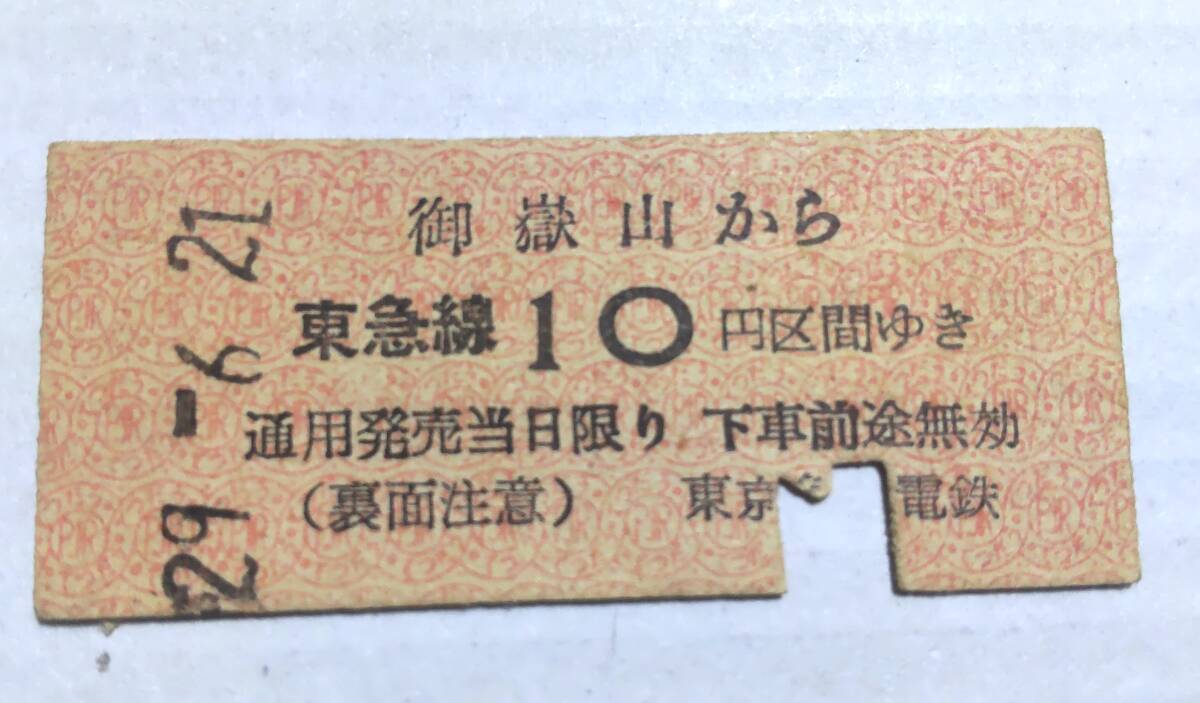 御嶽山から
東急線10円区間ゆき
通用発売当日限り 下車前途無効
(裏面注意) 東京 電鉄
29-6 21